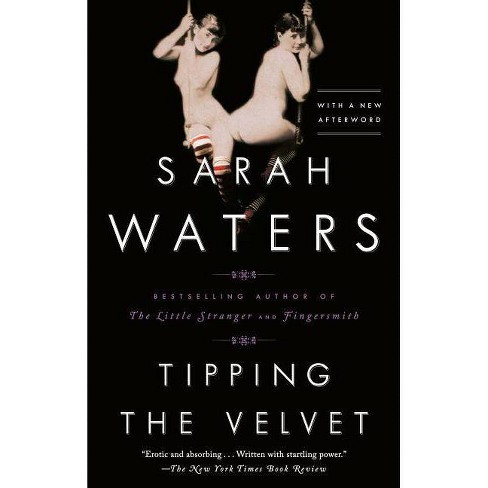 WITH A NEW
AFTERWORD
SARAH
WATERS
BESTSELLING AUTHOR OF
The Little Stranger AND Fingersmith
TIPPING
THE VELVET
“Erotic and absorbing . . . Written with startling power.”
—The New York Times Book Review